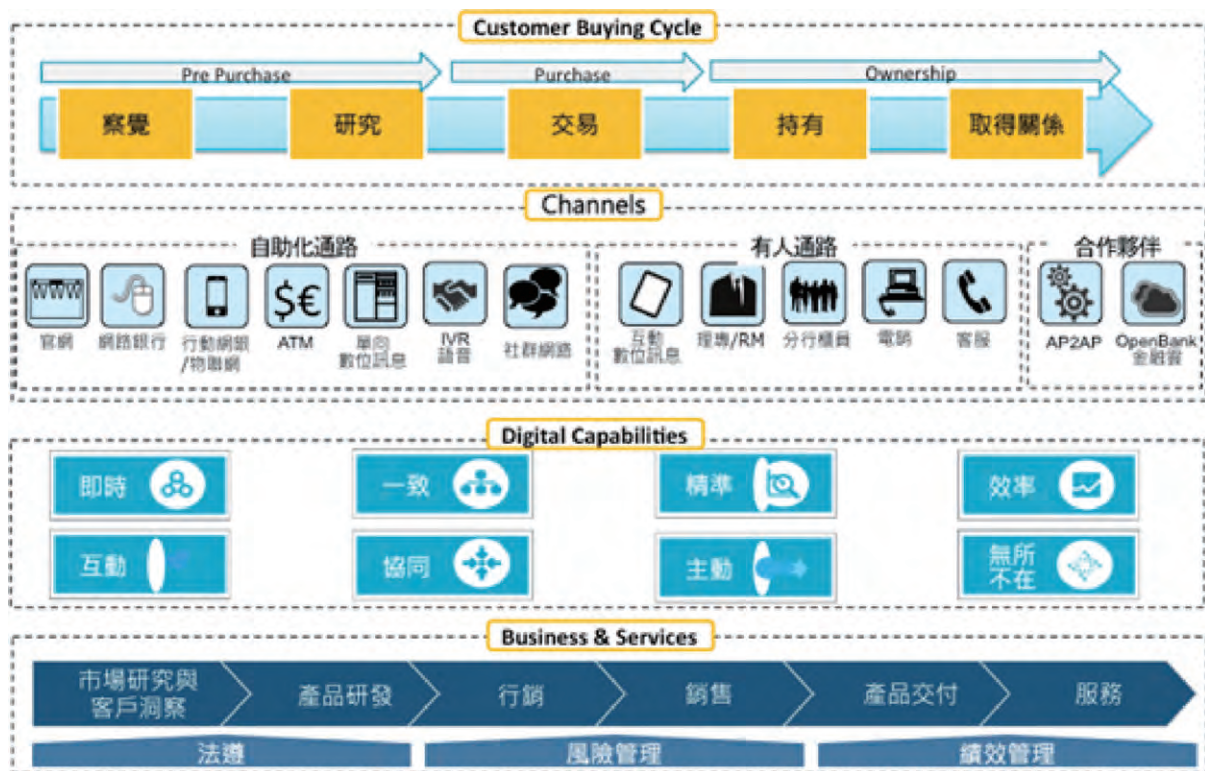 Customer Buying Cycle
Pre Purchase
Purchase
Ownership
察覺
研究
交易
持有
取得關係
Channels
自助化通路
有人通路
合作夥伴
www
$€
官網
網路銀行
行動網銀
/物聯網
ATM
單向
數位訊息
IVR
語音
社群網路
互動
數位訊息
理專/RM
分行櫃員
電銷
客服
AP2AP
OpenBank
金融雲
Digital Capabilities
即時
一致
精準
效率
互動
協同
主動
無所
不在
Business & Services
市場研究與
客戶洞察
產品研發
行銷
銷售
產品交付
服務
法遵
風險管理
績效管理